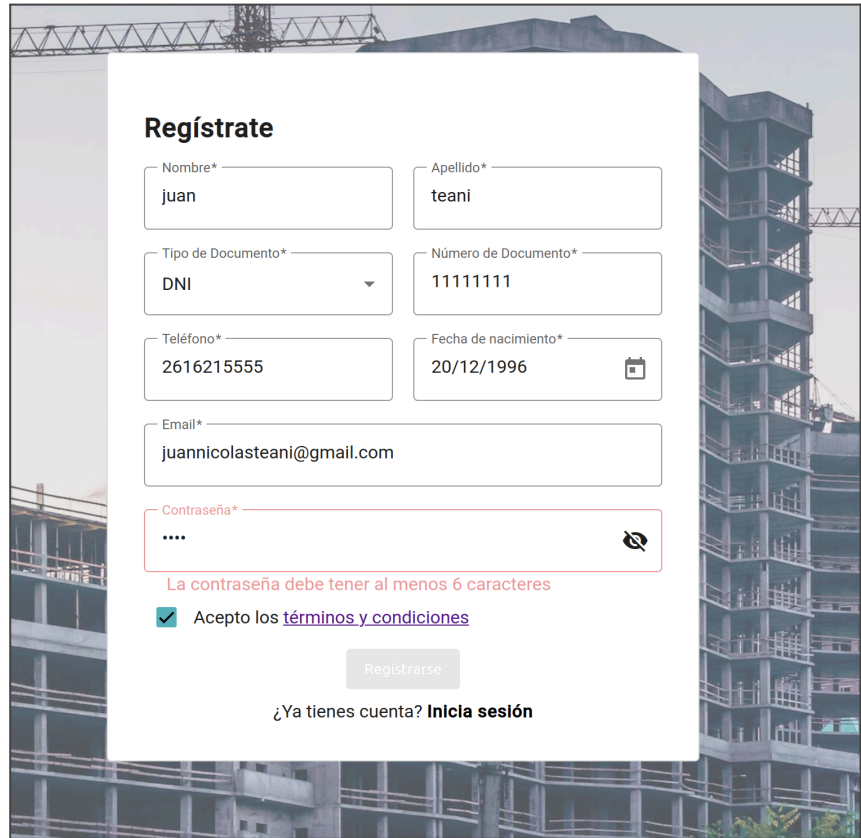 Regístrate
Nombre* Apellido*
juan teani
Tipo de Documento* Número de Documento*
DNI 11111111
Teléfono* Fecha de nacimiento*
2616215555 20/12/1996
Email*
juannicolasteani@gmail.com
Contraseña*
••••
La contraseña debe tener al menos 6 caracteres
Acepto los términos y condiciones
Registrarse
¿Ya tienes cuenta? Inicia sesión